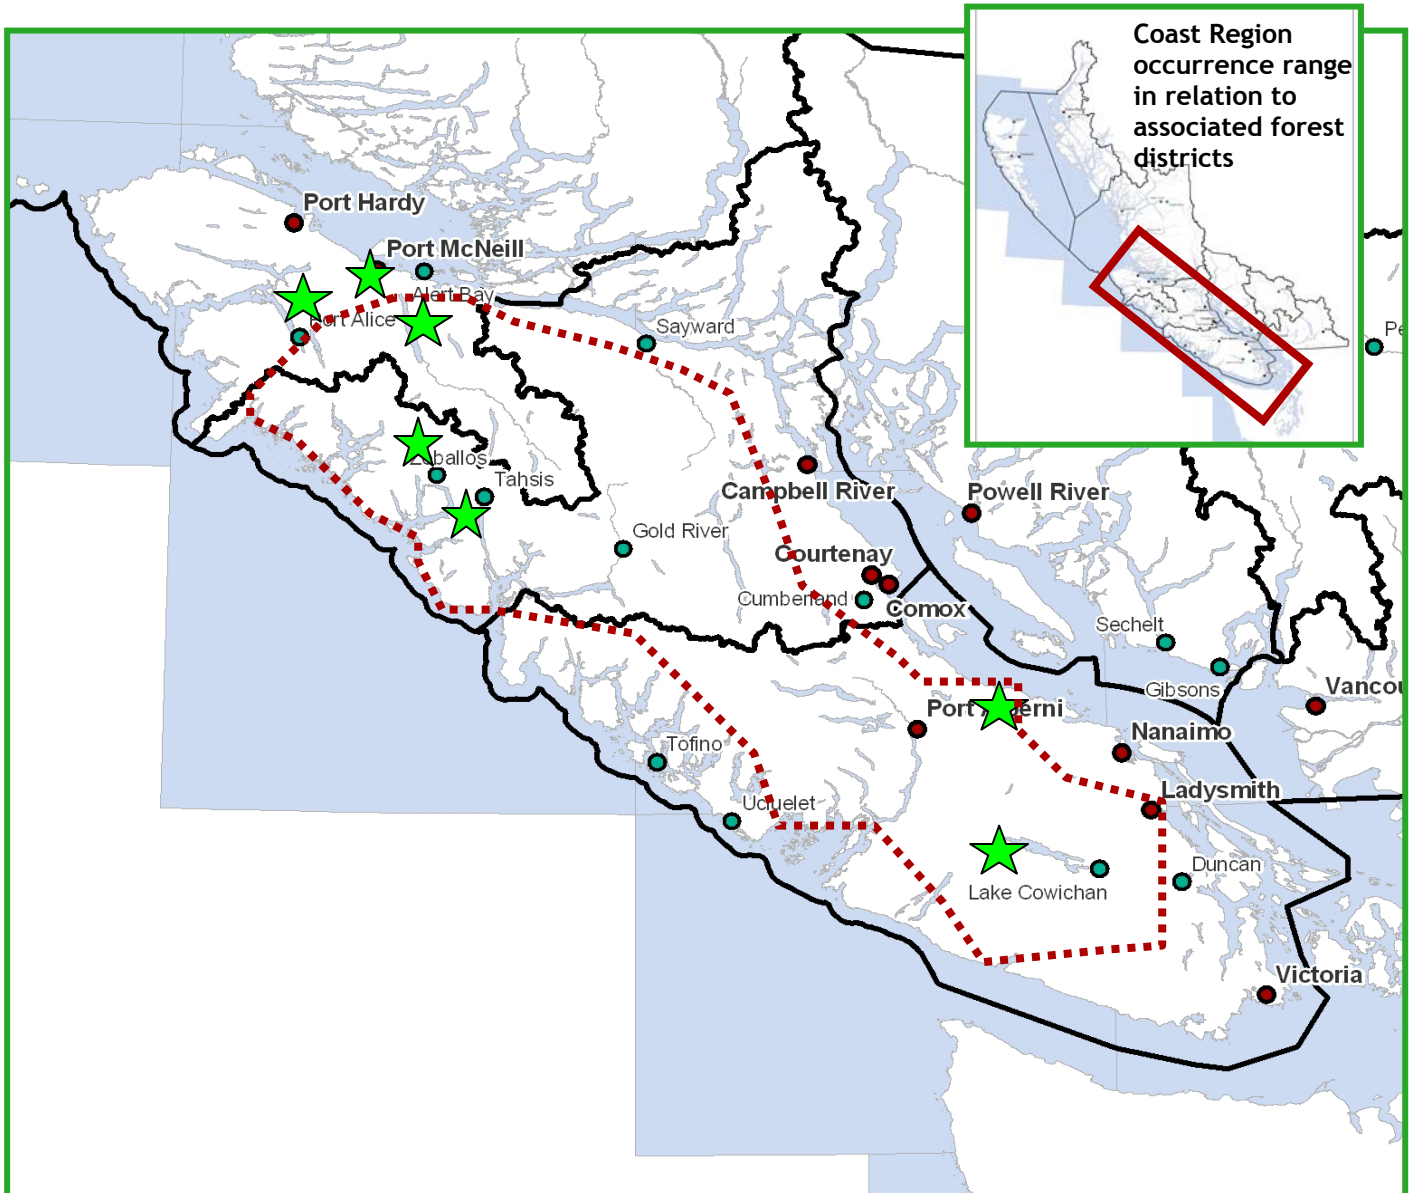 Coast Region
occurrence range
in relation to
associated forest
districts
Port Hardy
Port McNeill
Alert Bay
Port Alice
Sayward
Pe
Zeballos
Tahsis
Campbell River
Powell River
Gold River
Courtenay
Cumberland
Comox
Sechelt
Gibsons
Vancou
Port Alberni
Nanaimo
Tofino
Ladysmith
Ucluelet
Duncan
Lake Cowichan
Victoria